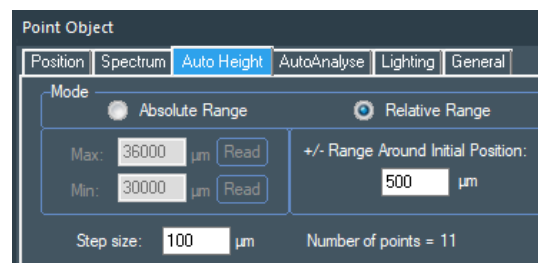 Point Object
Position Spectrum Auto Height AutoAnalyse Lighting General
Mode
Absolute Range Relative Range
Max: 36000 µm Read +/- Range Around Initial Position:
Min: 30000 µm Read 500 µm
Step size: 100 µm Number of points = 11